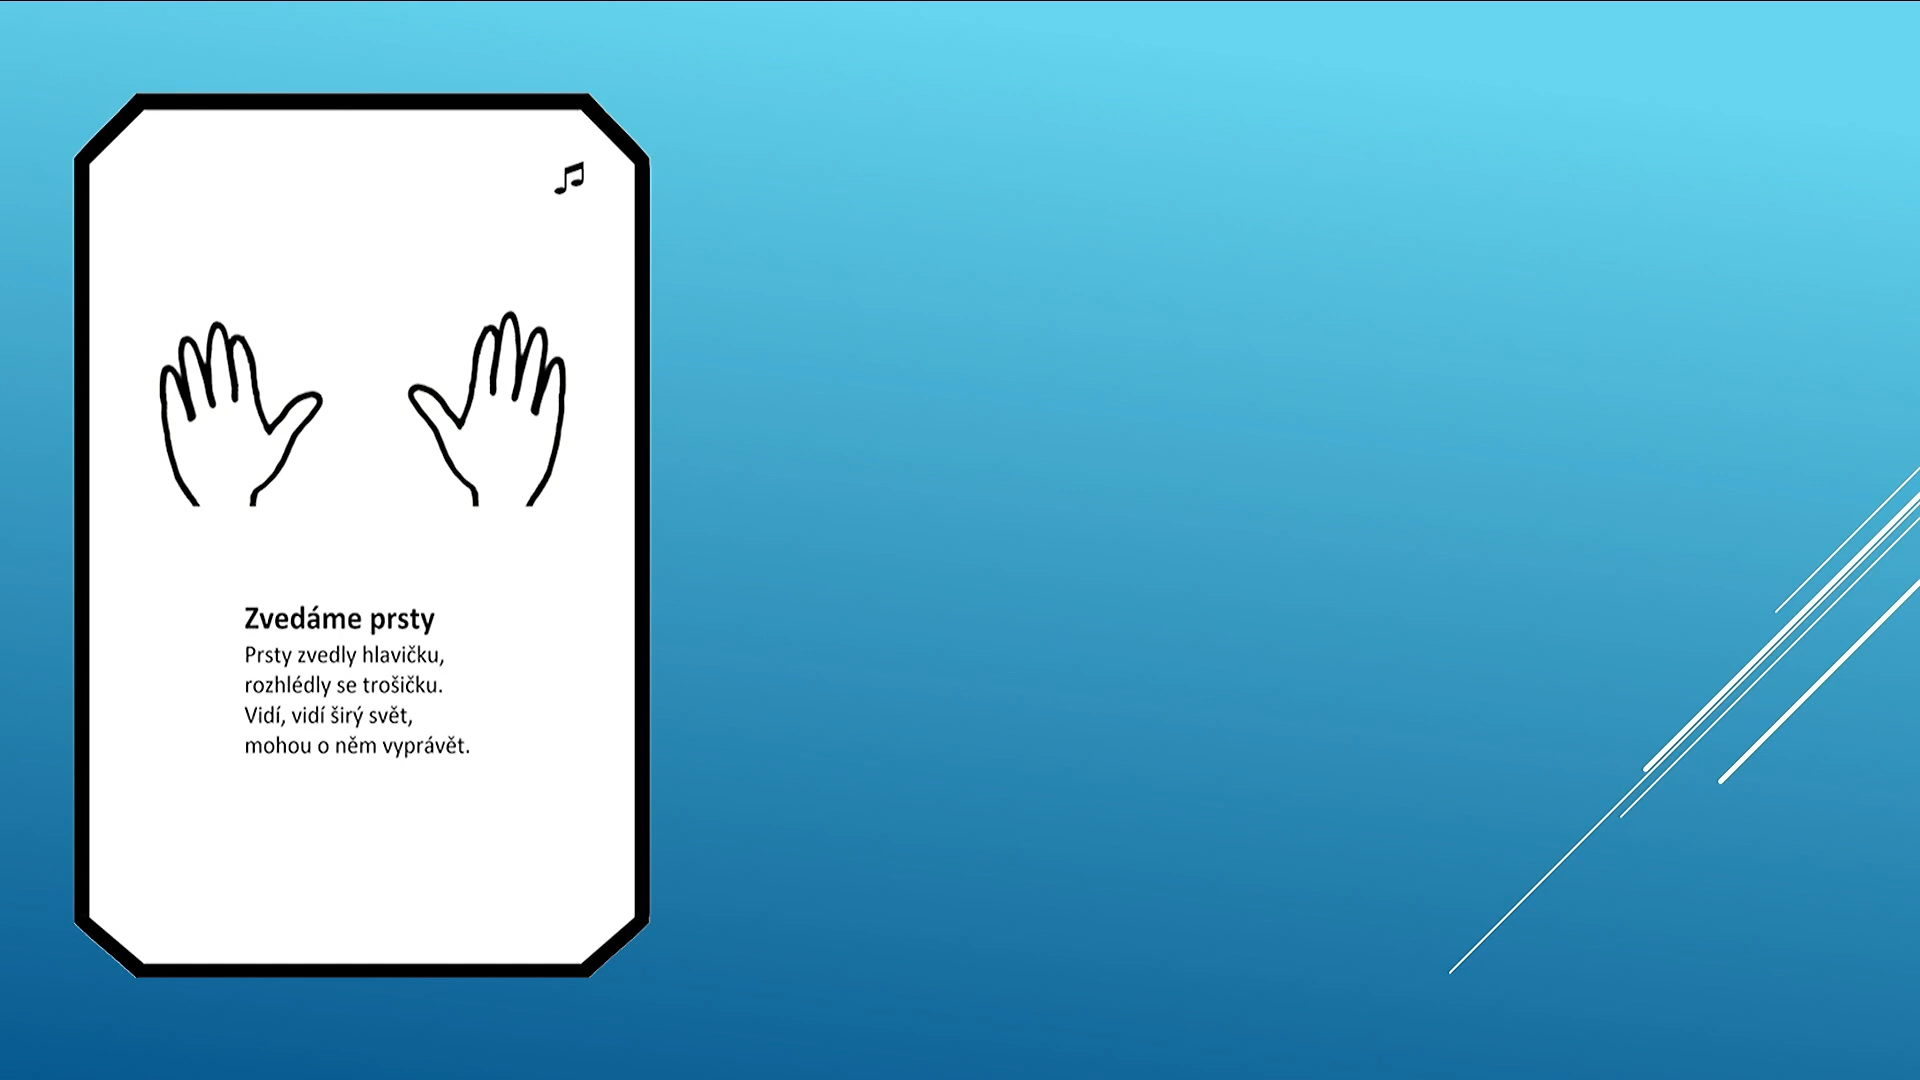 Zvedáme prsty
Prsty zvedly hlavičku,
rozhlédly se trošičku.
Vidí, vidí širý svět,
mohou o něm vyprávět.